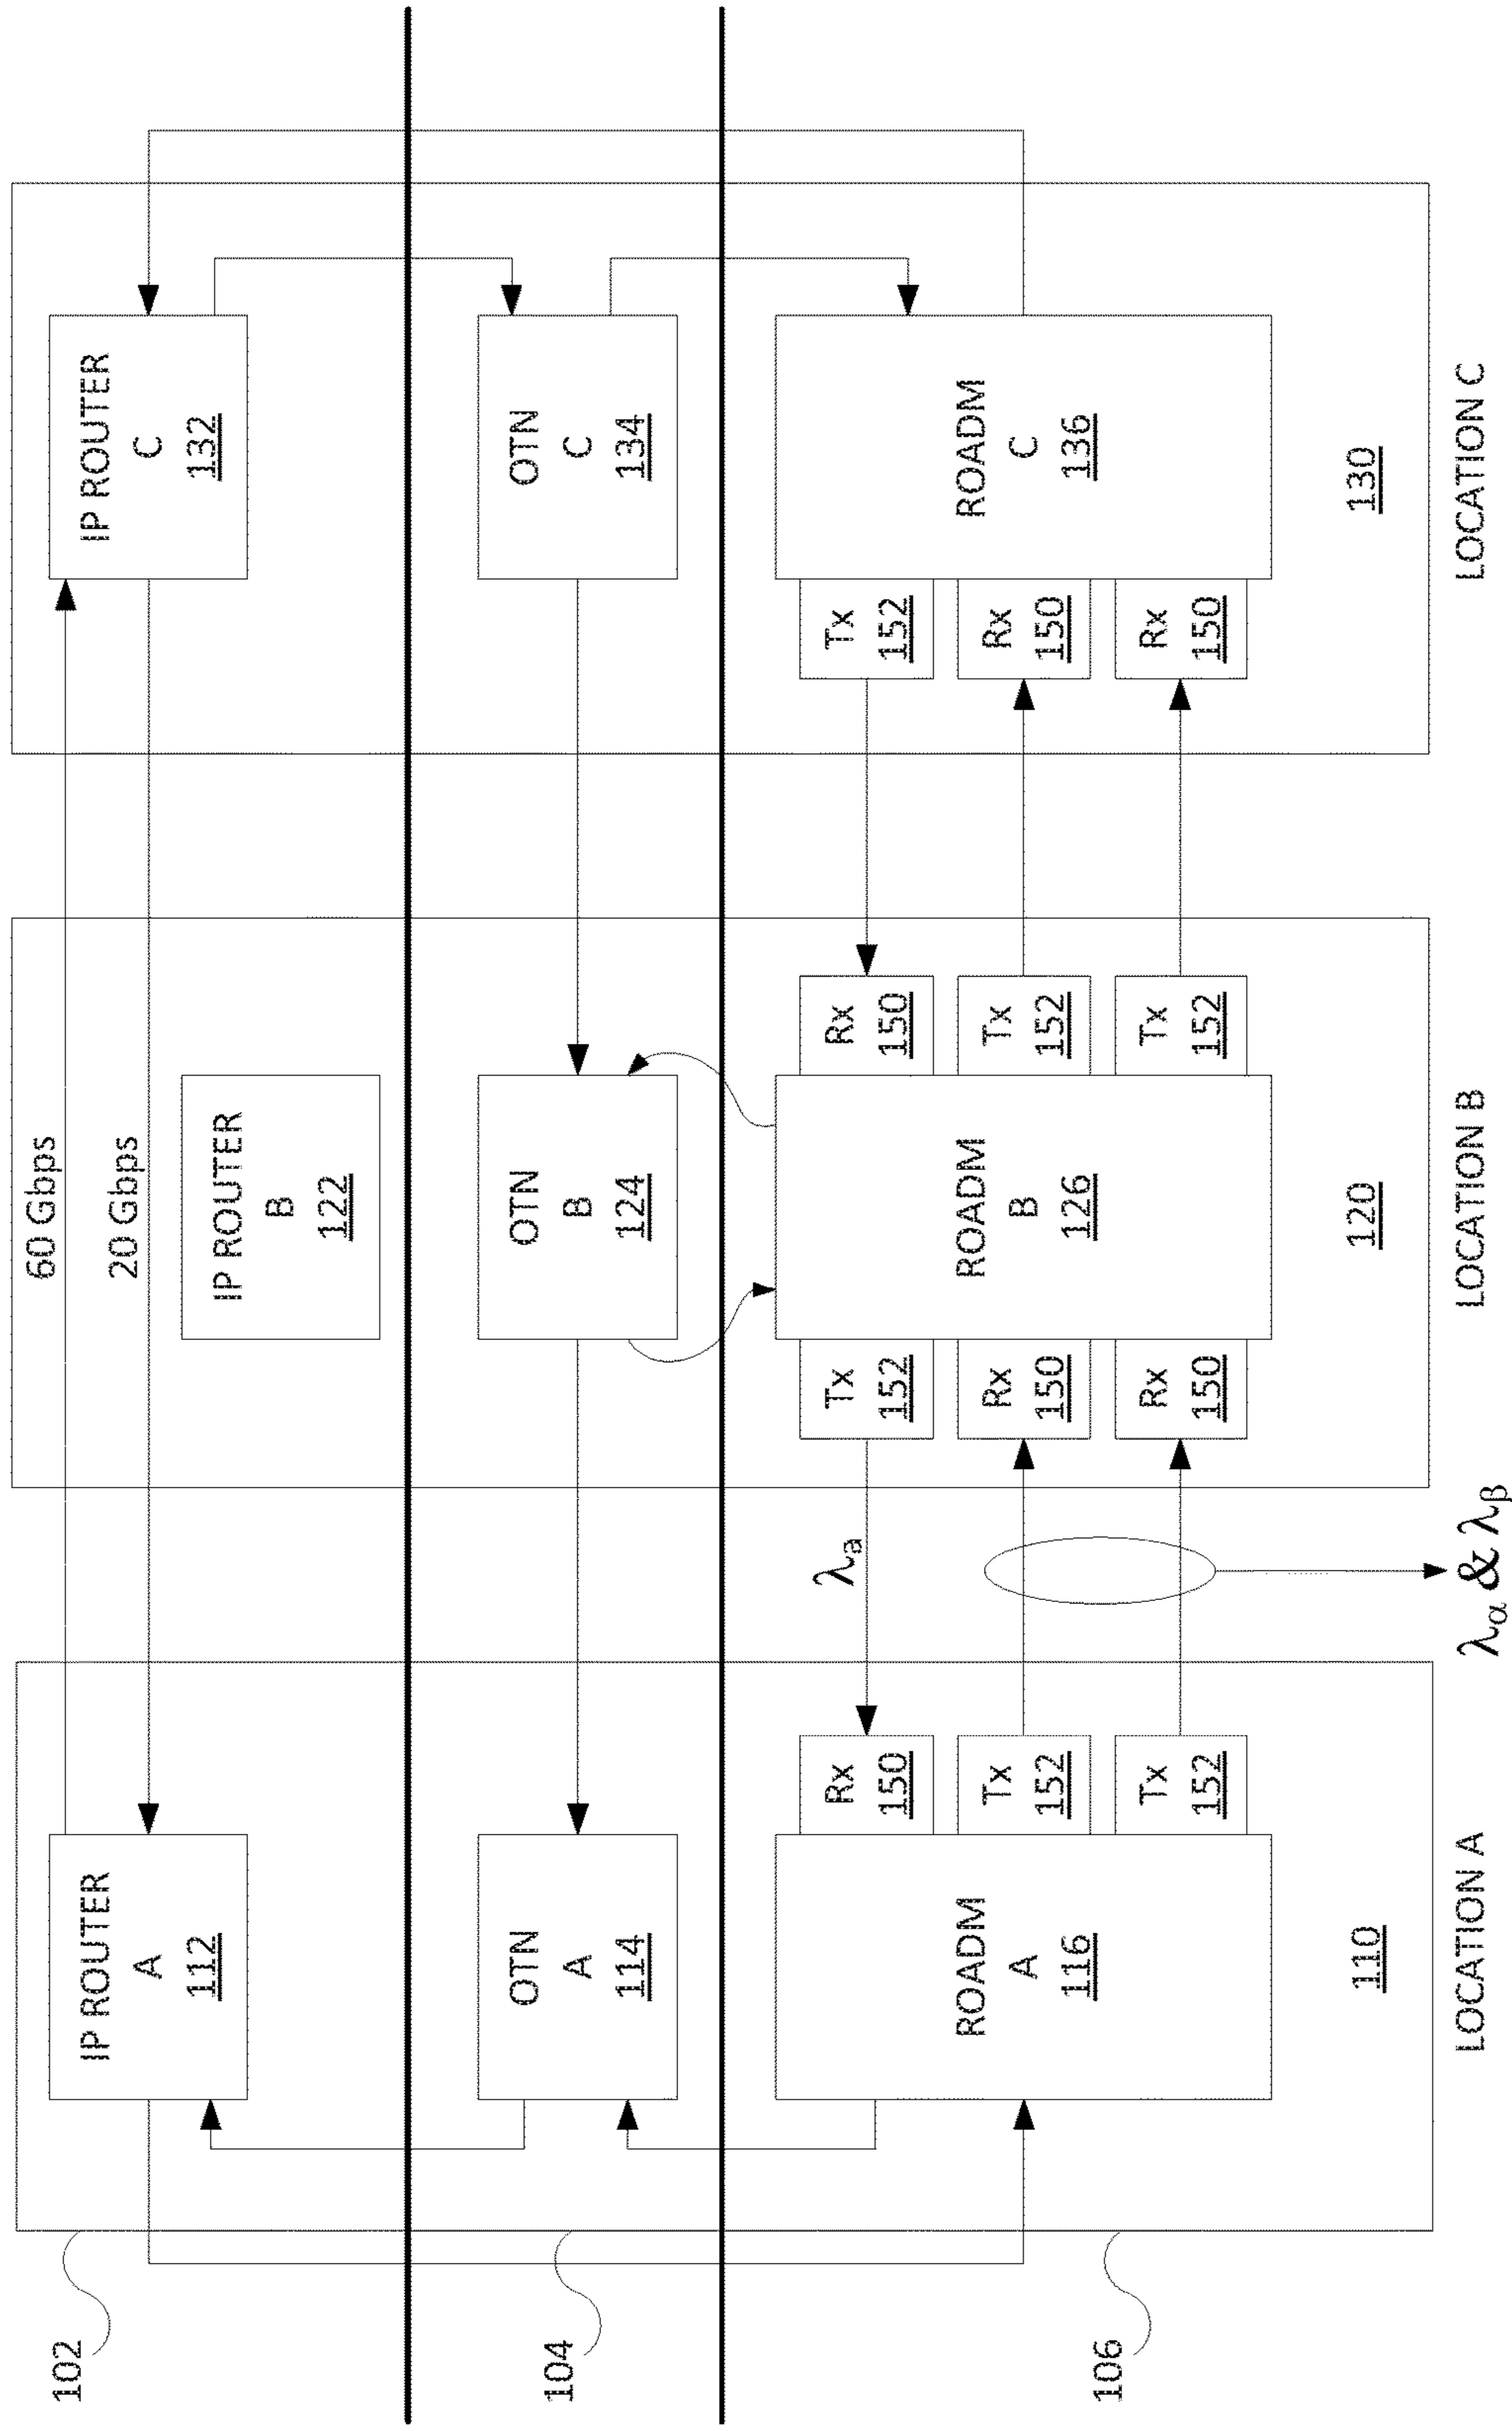 102
104
106
60 Gbps
20 Gbps
IP ROUTER
A
112
IP ROUTER
B
122
IP ROUTER
C
132
OTN
A
114
OTN
B
124
OTN
C
134
ROADM
A
116
Rx
150
Tx
152
Tx
152
λa
λα & λβ
Tx
152
Rx
150
Rx
150
ROADM
B
126
Rx
150
Tx
152
Tx
152
Tx
152
Rx
150
Rx
150
ROADM
C
136
110
120
130
LOCATION A
LOCATION B
LOCATION C